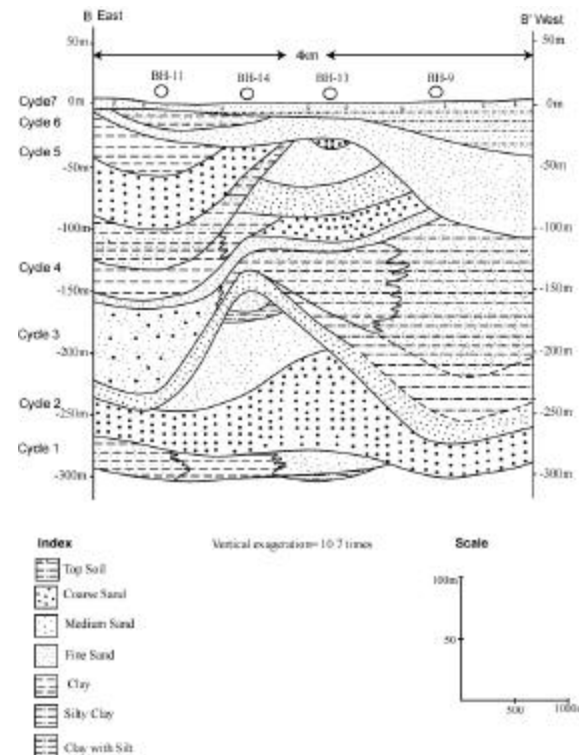 B East
B' West
50m
50m
4km
BH-11 BH-14 BH-13 BH-9
Cycle7
0m
0m
Cycle 6
Cycle 5
-50m
-50m
-100m
-100m
Cycle 4
-150m
-150m
Cycle 3
-200m
-200m
Cycle 2
-250m
-250m
Cycle 1
-300m
-300m
Index
Vertical exageration= 10 7 times
Scale
Top Soil
Coarse Sand
Medium Sand
Fine Sand
Clay
Silty Clay
Clay with Silt
100m
50
500
1000m